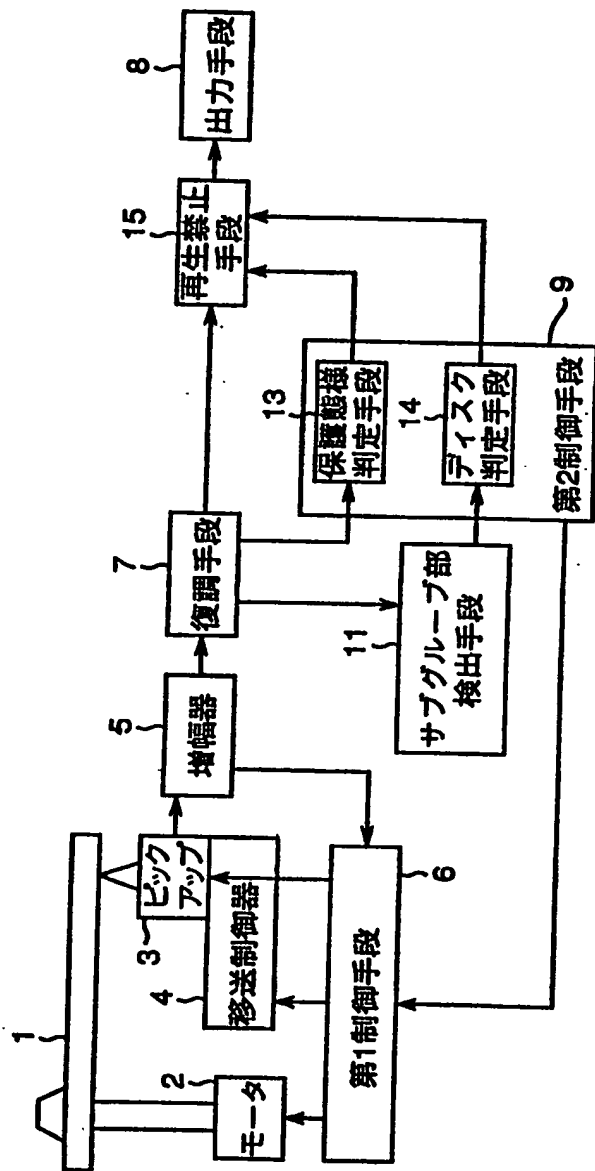 1
2
モータ
3
ピック
アップ
4
移送制御器
5
増幅器
6
第1制御手段
7
復調手段
8
出力手段
15
再生禁止
手段
9
13
保護態様
判定手段
14
ディスク
判定手段
第2制御手段
11
サブグループ部
検出手段